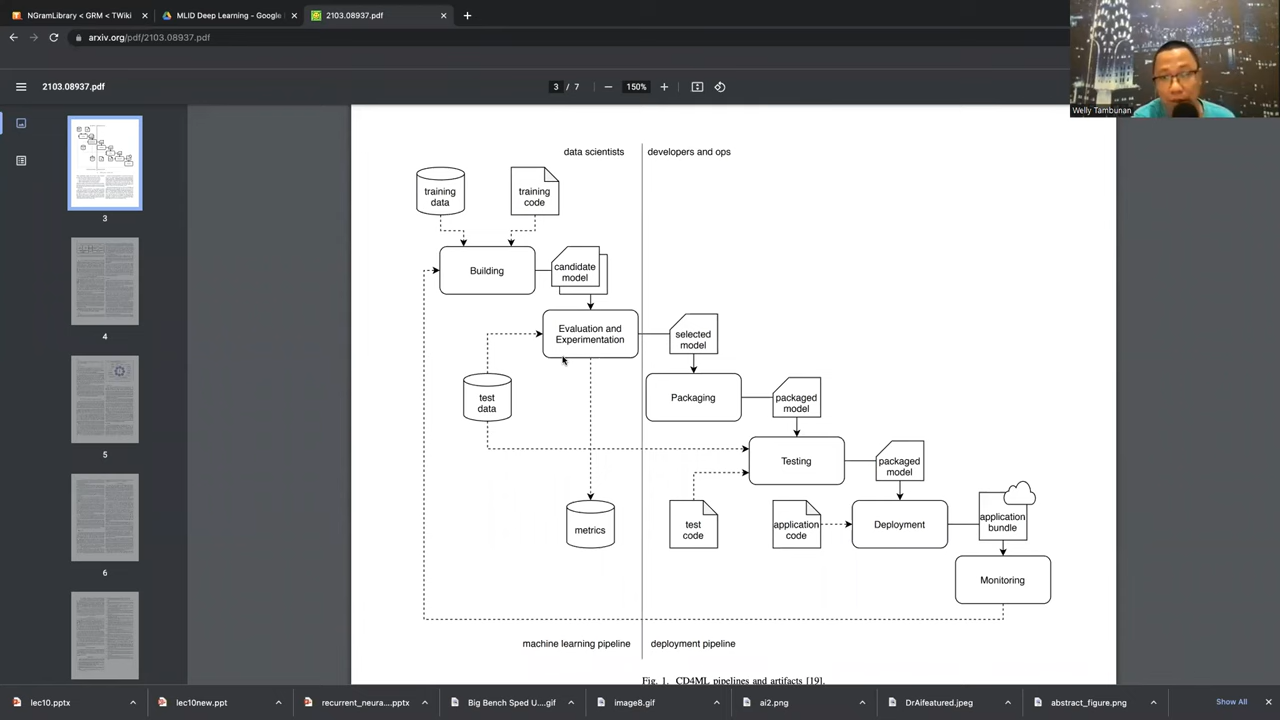 NGramLibrary < GRM < TWiki
MLID Deep Learning - Google
2103.08937.pdf
arxiv.org/pdf/2103.08937.pdf
2103.08937.pdf
3 / 7
150%
Welly Tambunan
3
4
5
6
data scientists
developers and ops
training
data
training
code
Building
candidate
model
Evaluation and
Experimentation
selected
model
test
data
Packaging
packaged
model
Testing
packaged
model
metrics
test
code
application
code
Deployment
application
bundle
Monitoring
machine learning pipeline
deployment pipeline
Fig. 1. CD4ML pipelines and artifacts [19].
lec10.pptx
lec10new.ppt
recurrent_neura....pptx
Big Bench Sped U....gif
image8.gif
ai2.png
DrAifeatured.jpeg
abstract_figure.png
Show All